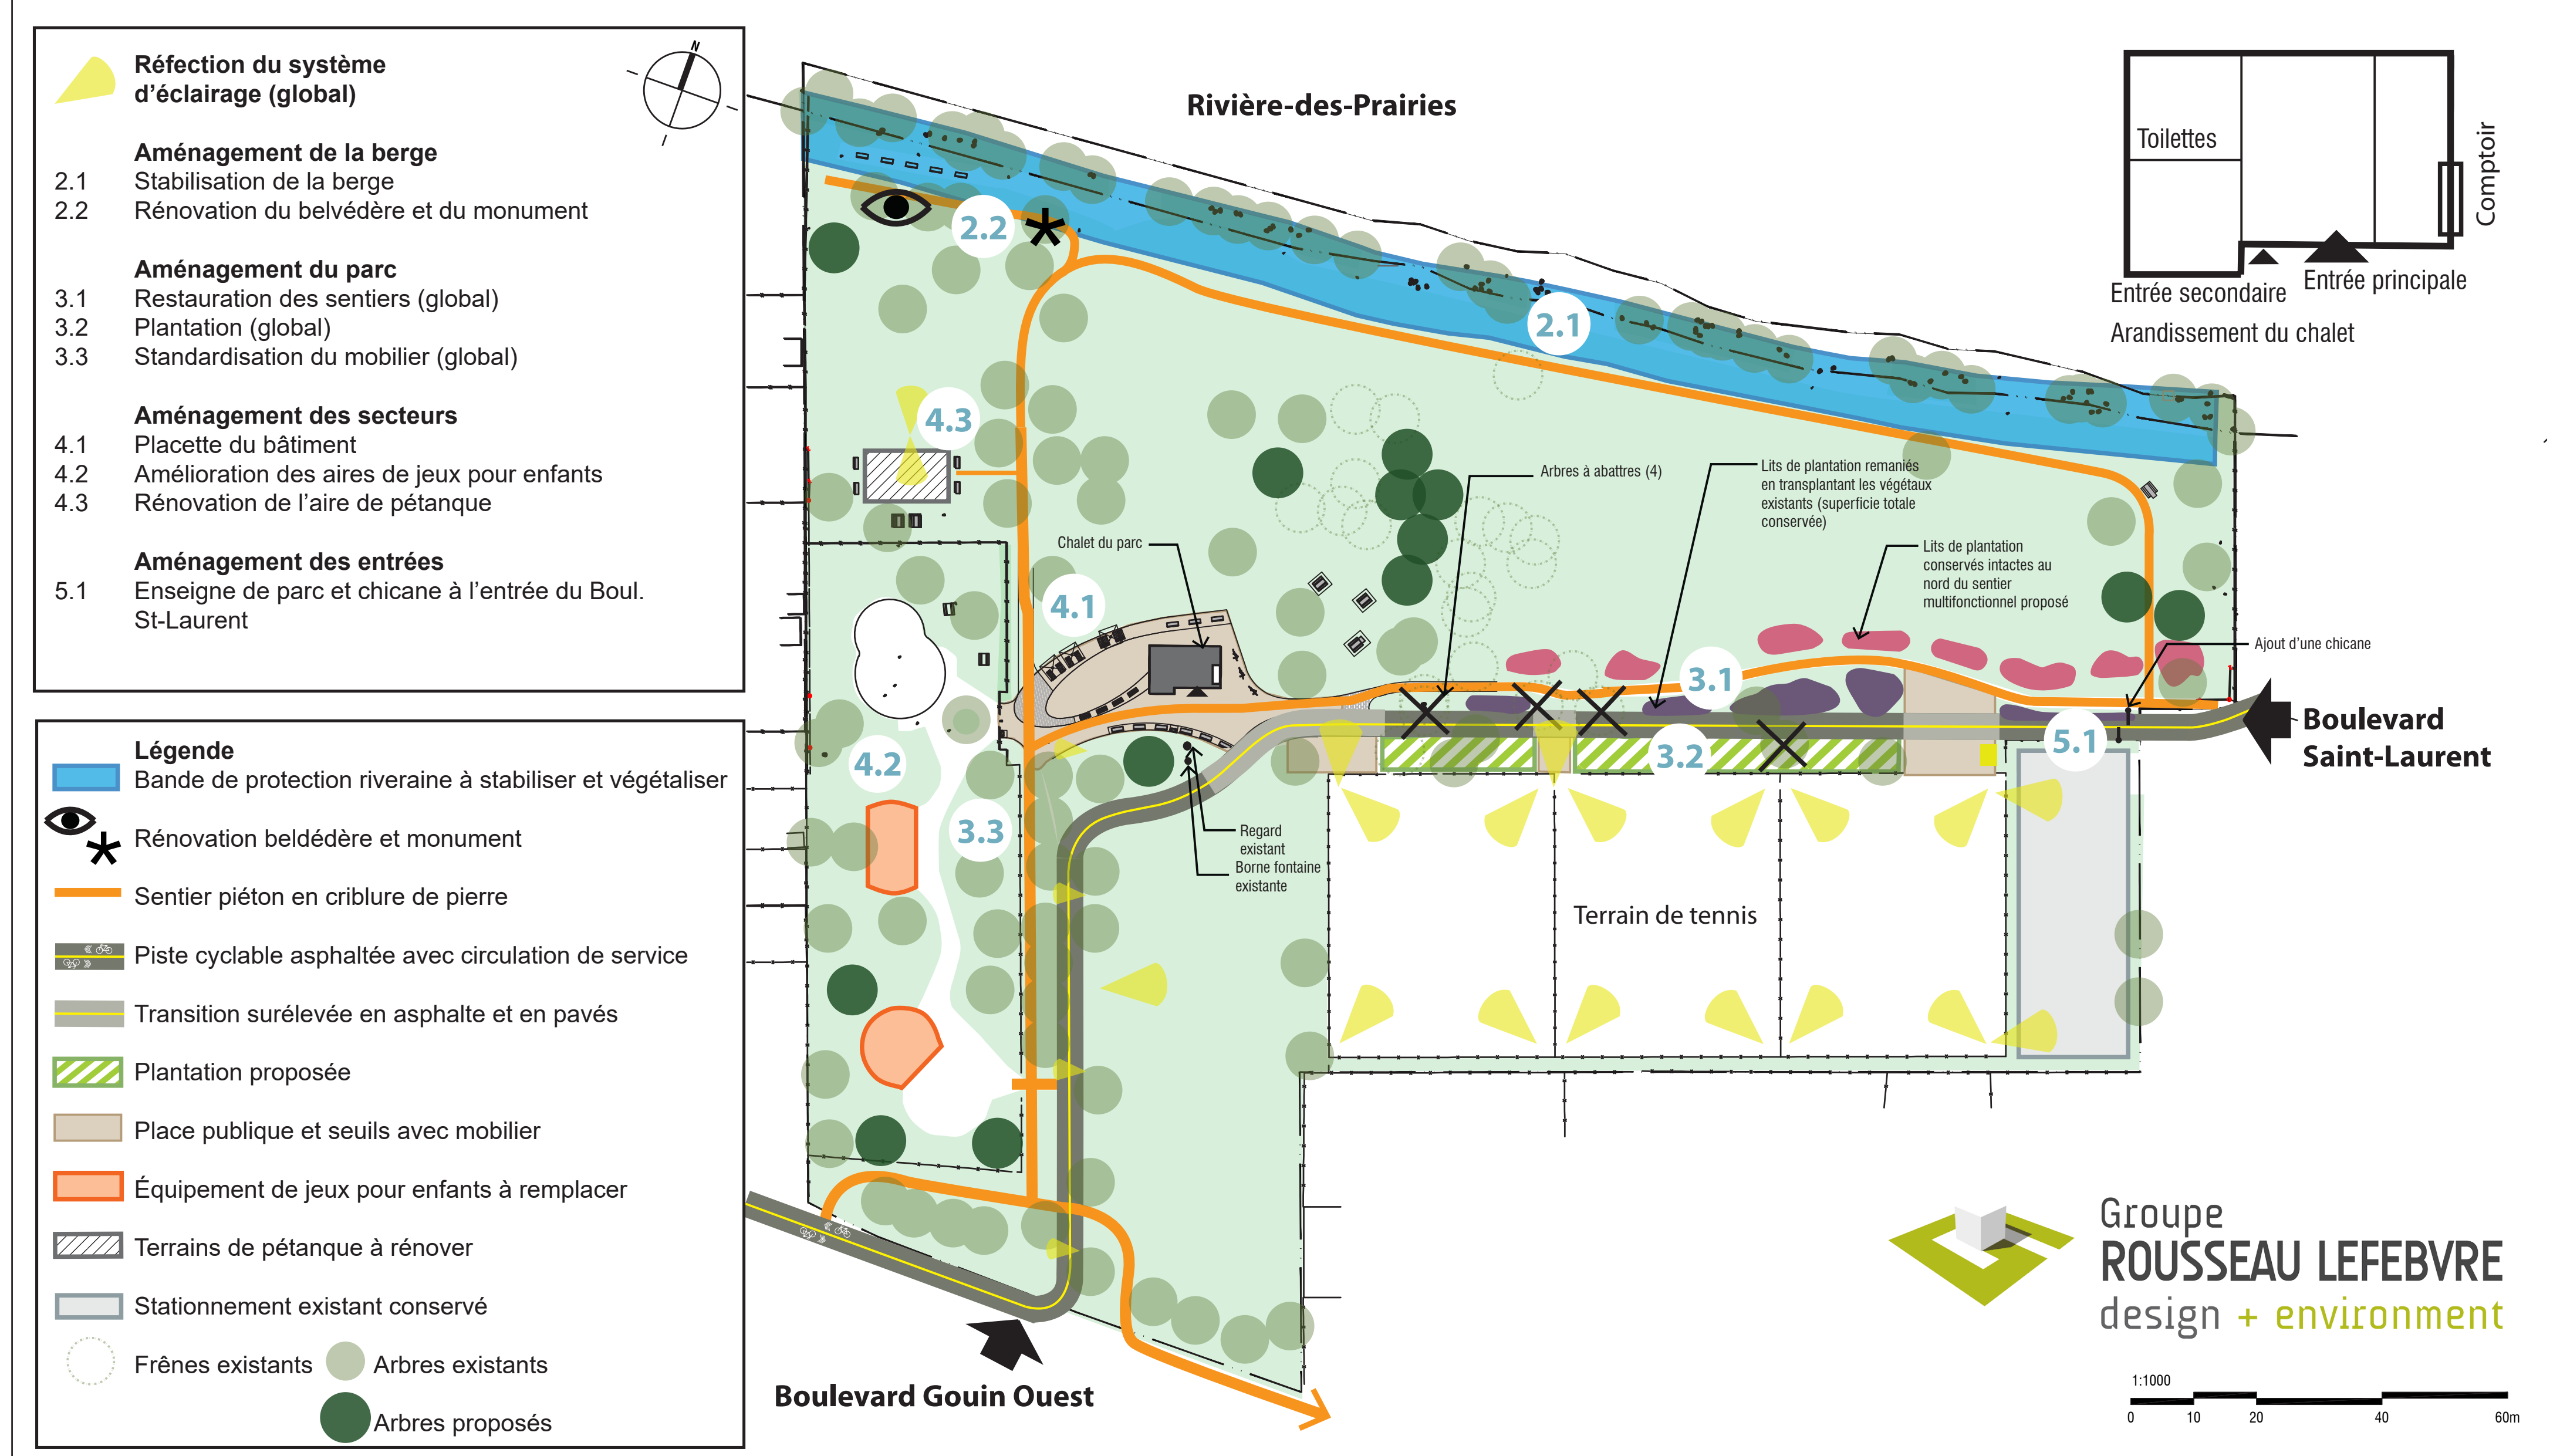 Réfection du système
d'éclairage (global)
Aménagement de la berge
2.1 Stabilisation de la berge
2.2 Rénovation du belvédère et du monument
Aménagement du parc
3.1 Restauration des sentiers (global)
3.2 Plantation (global)
3.3 Standardisation du mobilier (global)
Aménagement des secteurs
4.1 Placette du bâtiment
4.2 Amélioration des aires de jeux pour enfants
4.3 Rénovation de l'aire de pétanque
Aménagement des entrées
5.1 Enseigne de parc et chicane à l'entrée du Boul.
St-Laurent
N
Légende
Bande de protection riveraine à stabiliser et végétaliser
Rénovation beldédère et monument
Sentier piéton en criblure de pierre
Piste cyclable asphaltée avec circulation de service
Transition surélevée en asphalte et en pavés
Plantation proposée
Place publique et seuils avec mobilier
Équipement de jeux pour enfants à remplacer
Terrains de pétanque à rénover
Stationnement existant conservé
Frênes existants
Arbres existants
Arbres proposés
Rivière-des-Prairies
2.2
2.1
4.3
4.1
4.2
3.3
3.1
3.2
5.1
Chalet du parc
Arbres à abattres (4)
Lits de plantation remaniés
en transplantant les végétaux
existants (superficie totale
conservée)
Lits de plantation
conservés intactes au
nord du sentier
multifonctionnel proposé
Ajout d'une chicane
Regard
existant
Borne fontaine
existante
Terrain de tennis
Boulevard
Saint-Laurent
Boulevard Gouin Ouest
Toilettes
Comptoir
Entrée secondaire
Entrée principale
Arandissement du chalet
Groupe
ROUSSEAU LEFEBVRE
design + environment
1:1000
0 10 20 40 60m